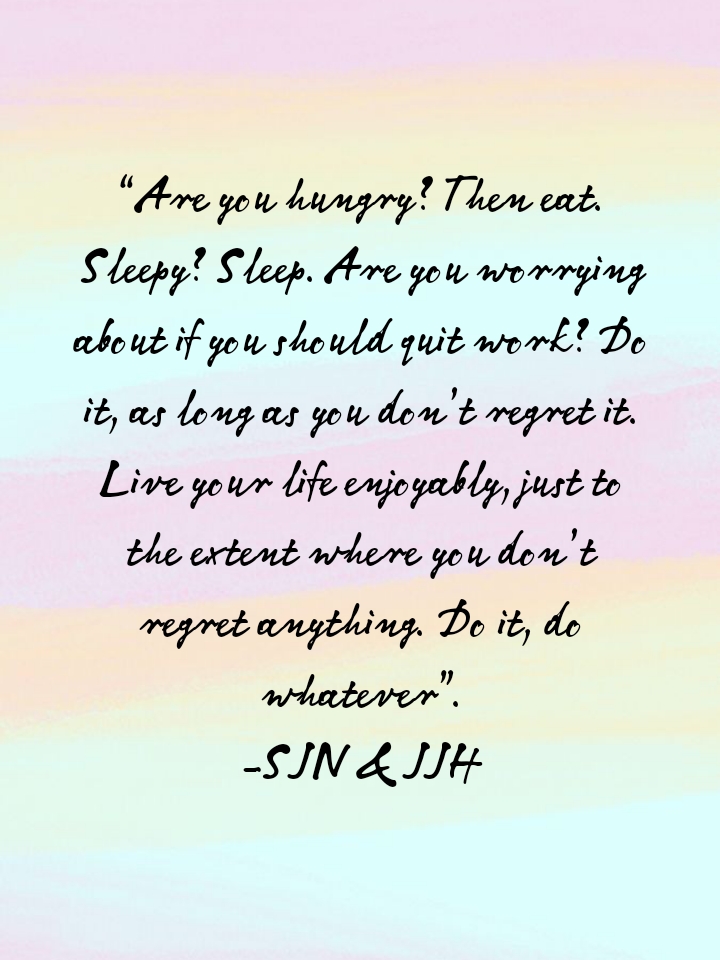 “Are you hungry? Then eat.
Sleepy? Sleep. Are you worrying
about if you should quit work? Do
it, as long as you don’t regret it.
Live your life enjoyably, just to
the extent where you don’t
regret anything. Do it, do
whatever”.
-SJN & JJH